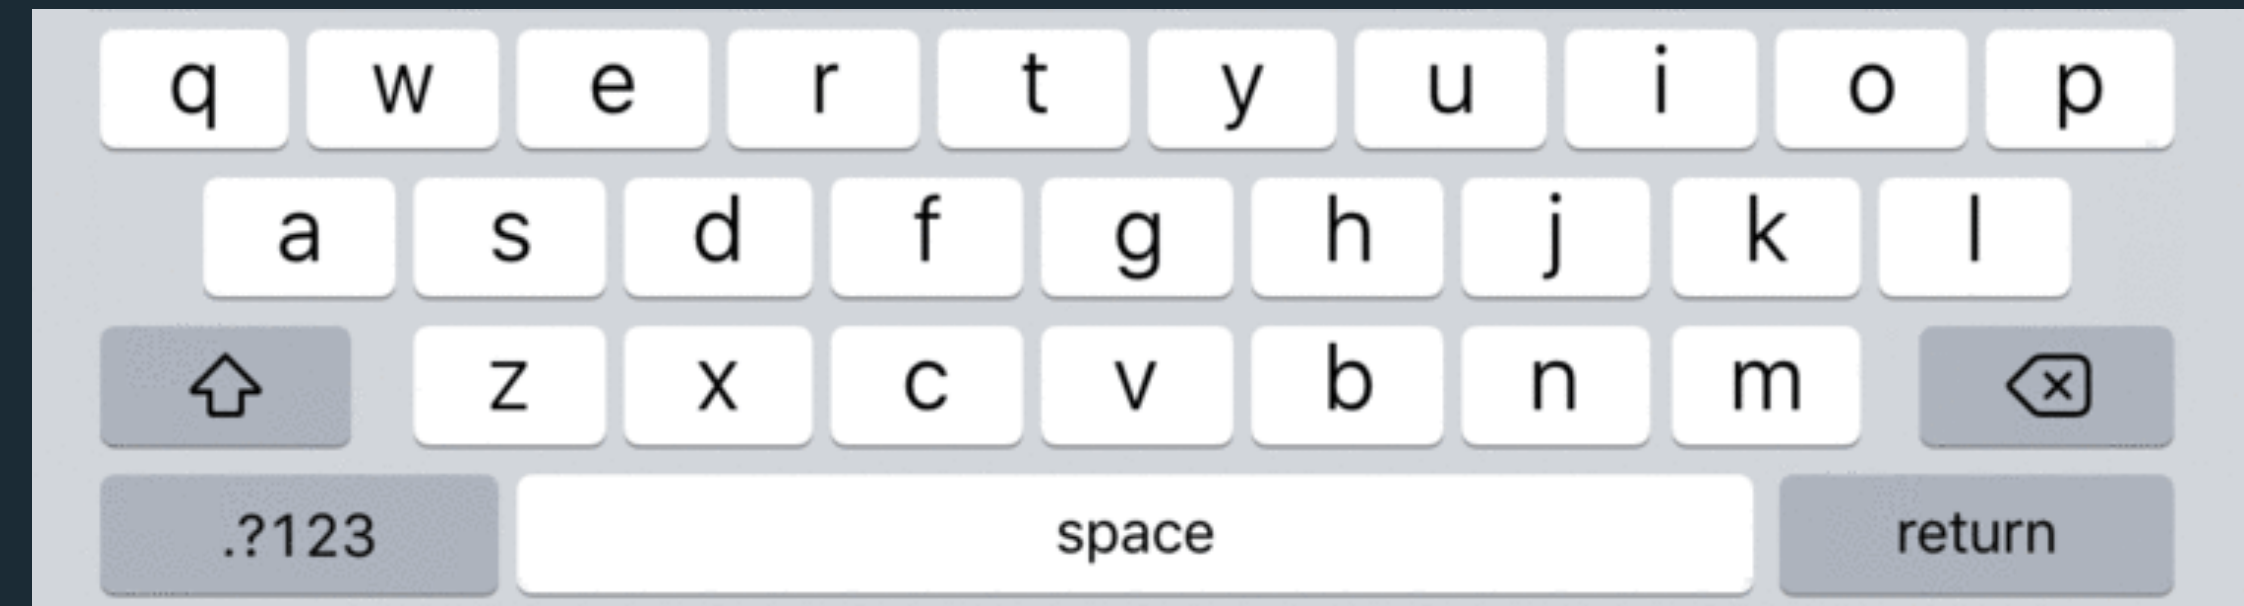 q w e r t y u i o p
a s d f g h j k l
z x c v b n m
.?123 space return